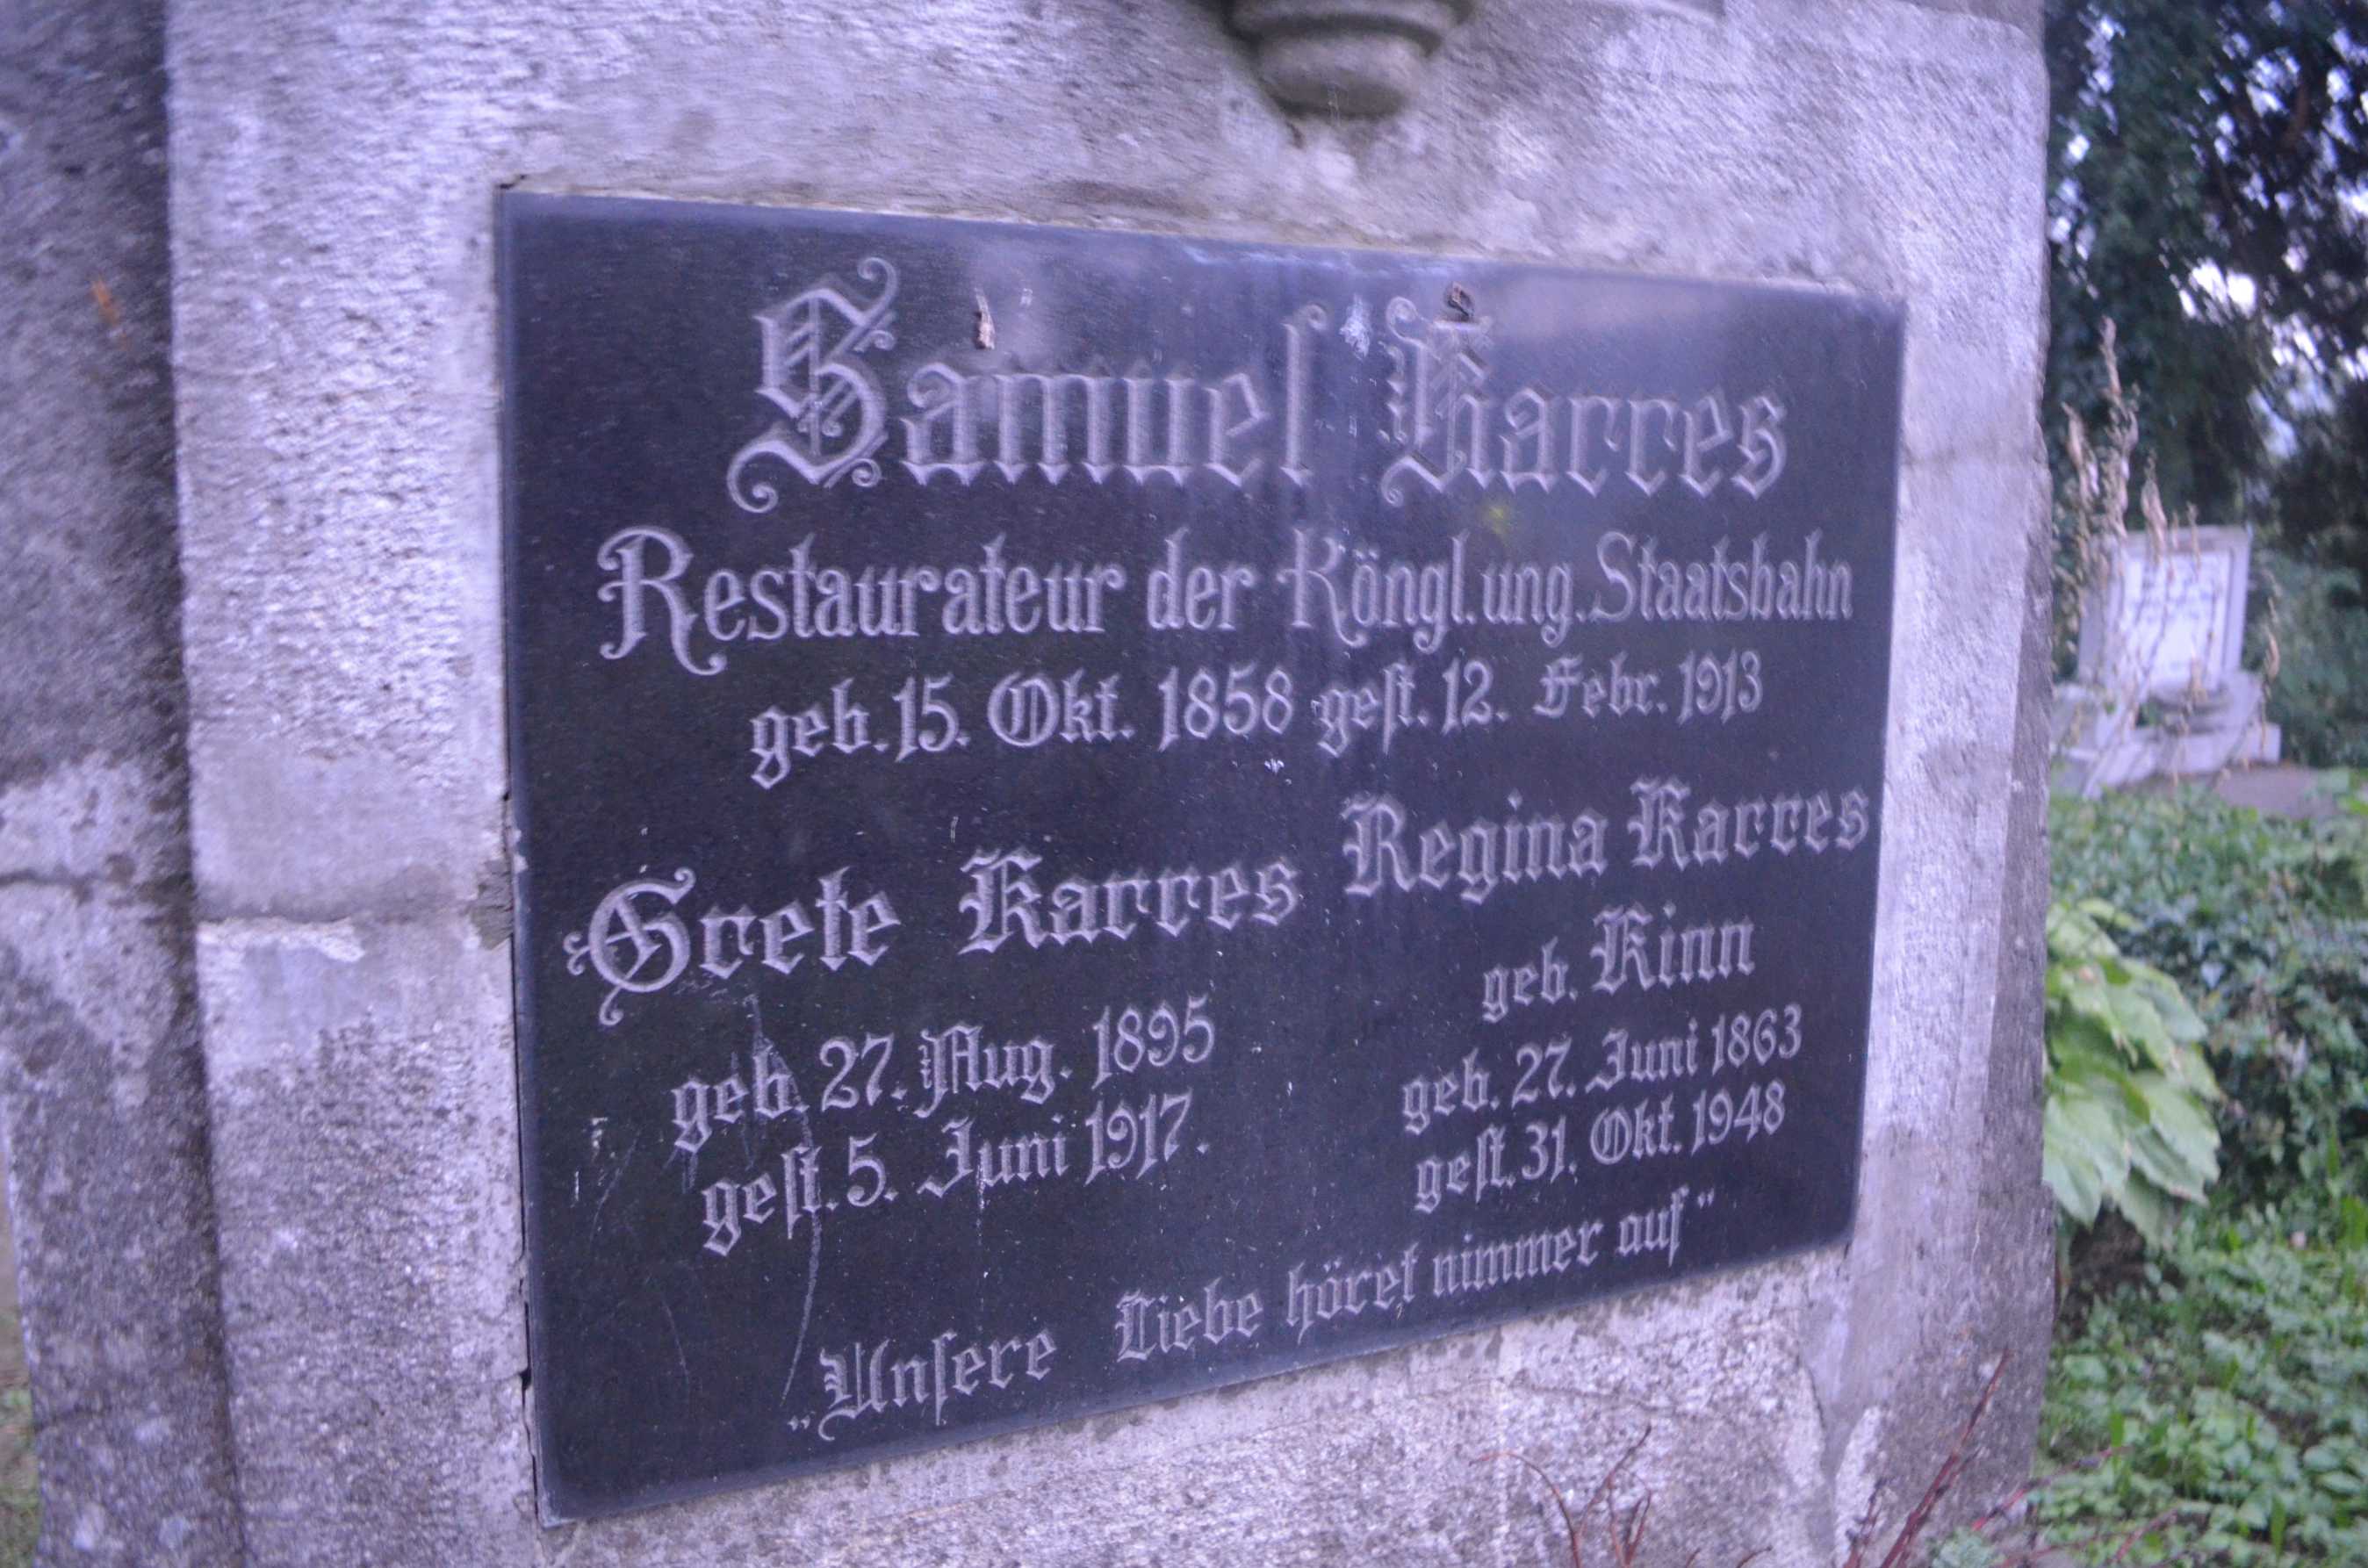 Samuel Karres
Restaurateur der Köngl. ung. Staatsbahn
geb. 15. Okt. 1858 gest. 12. Febr. 1913
Grete Karres
geb. 27. Aug. 1895
gest. 5. Juni 1917.
Regina Karres
geb. Kinn
geb. 27. Juni 1863
gest. 31. Okt. 1948
„Unsere Liebe höret nimmer auf"